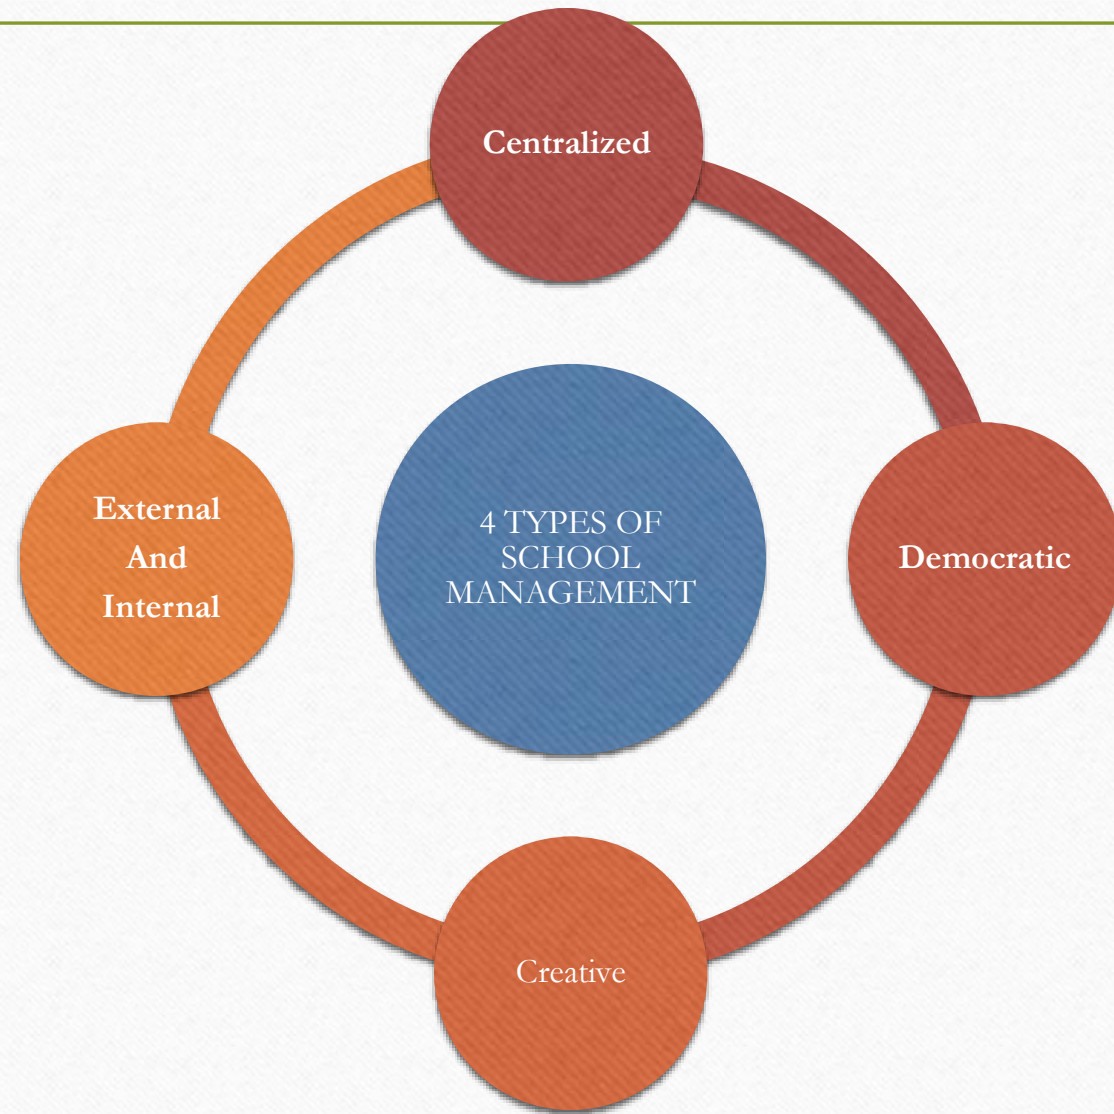 Centralized
External
And
Internal
4 TYPES OF
SCHOOL
MANAGEMENT
Democratic
Creative